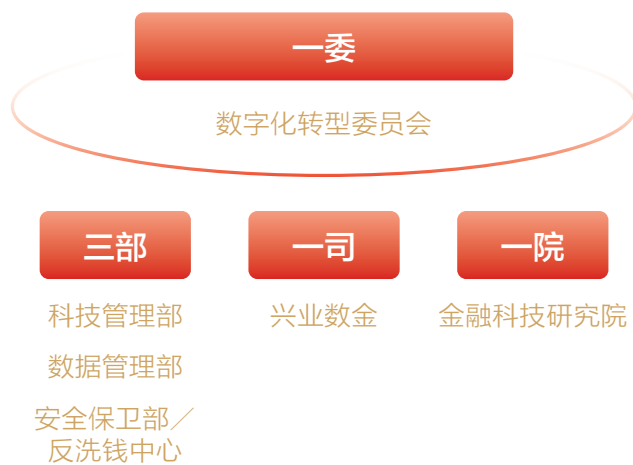 一委
数字化转型委员会
三部
科技管理部
数据管理部
安全保卫部／
反洗钱中心
一司
兴业数金
一院
金融科技研究院